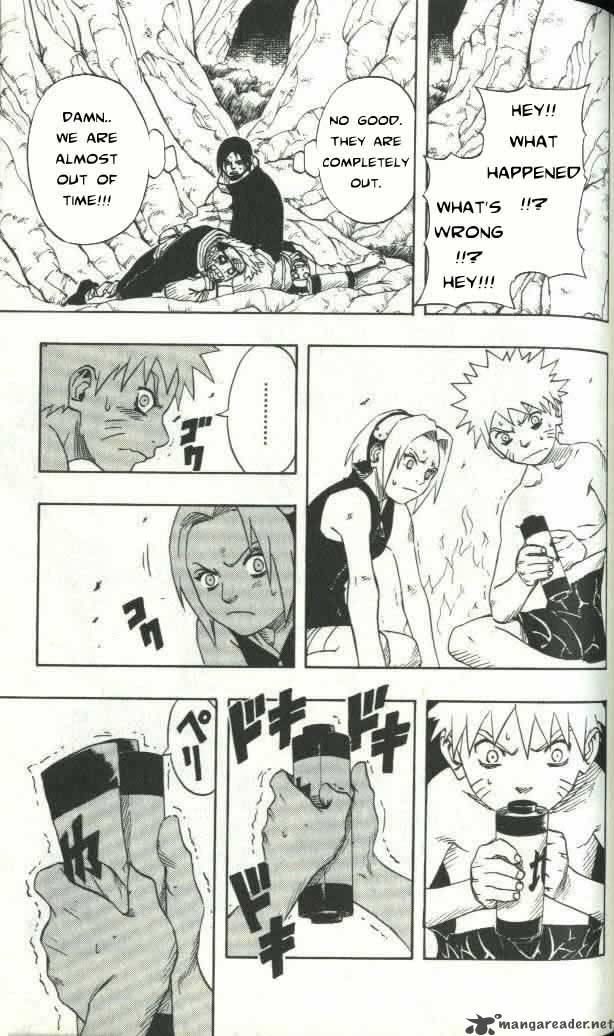 HEY!!
WHAT
HAPPENED
!!?
WHAT'S
WRONG
!!?
HEY!!!
NO GOOD.
THEY ARE
COMPLETELY
OUT.
DAMN..
WE ARE
ALMOST
OUT OF
TIME!!!
..........
ゴク
コク
ドキ
ドキ
ドキ
ペリ
mangareader.net